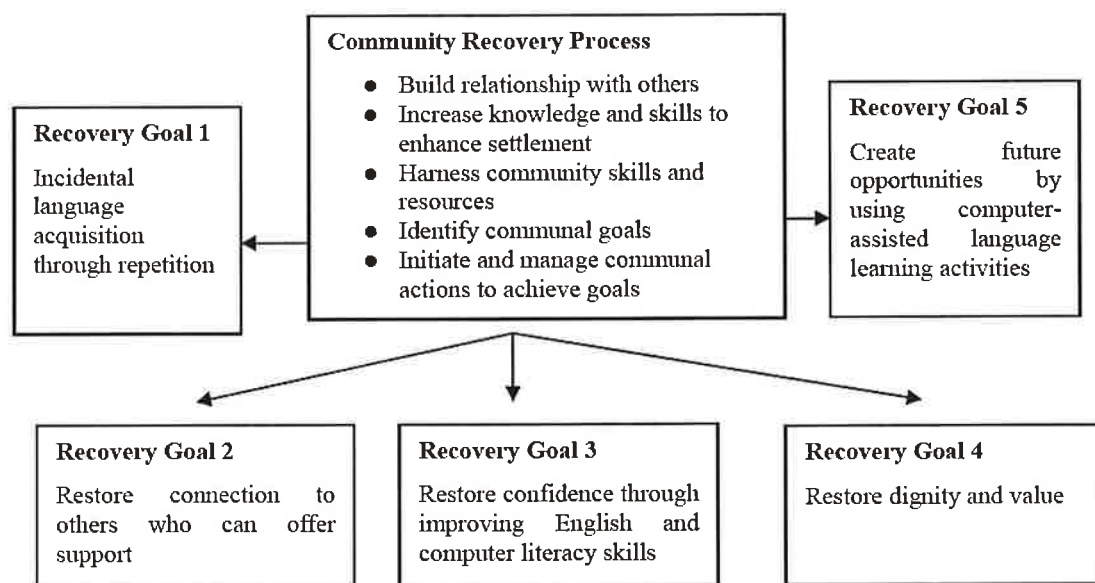 Community Recovery Process
● Build relationship with others
● Increase knowledge and skills to
enhance settlement
● Harness community skills and
resources
● Identify communal goals
● Initiate and manage communal
actions to achieve goals
Recovery Goal 1
Incidental
language
acquisition
through repetition
Recovery Goal 5
Create future
opportunities by
using computer-
assisted language
learning activities
Recovery Goal 2
Restore connection to
others who can offer
support
Recovery Goal 3
Restore confidence through
improving English and
computer literacy skills
Recovery Goal 4
Restore dignity and value